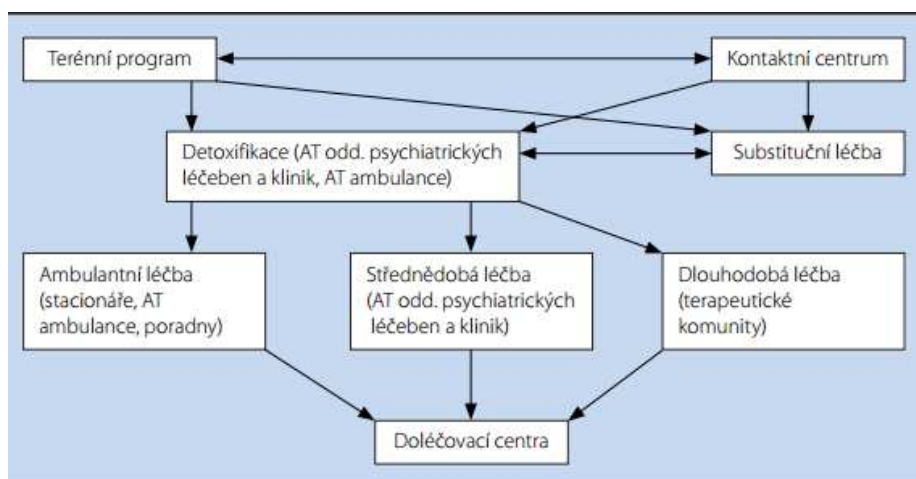 Terénní program
Kontaktní centrum
Detoxifikace (AT odd. psychiatrických
léčeben a klinik, AT ambulance)
Substituční léčba
Ambulantní léčba
(stacionáře, AT
ambulance, poradny)
Střednědobá léčba
(AT odd. psychiatrických
léčeben a klinik)
Dlouhodobá léčba
(terapeutické
komunity)
Doléčovací centra